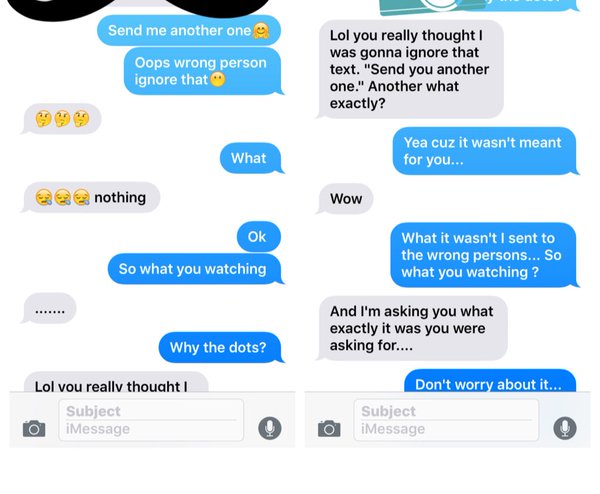 Send me another one🤗
Oops wrong person
ignore that😶
🤔🤔🤔
What
😪😪😪 nothing
Ok
So what you watching
.......
Why the dots?
Lol you really thought I
Subject
iMessage
Lol you really thought I
was gonna ignore that
text. "Send you another
one." Another what
exactly?
Yea cuz it wasn't meant
for you...
Wow
What it wasn't I sent to
the wrong persons... So
what you watching ?
And I'm asking you what
exactly it was you were
asking for....
Don't worry about it...
Subject
iMessage